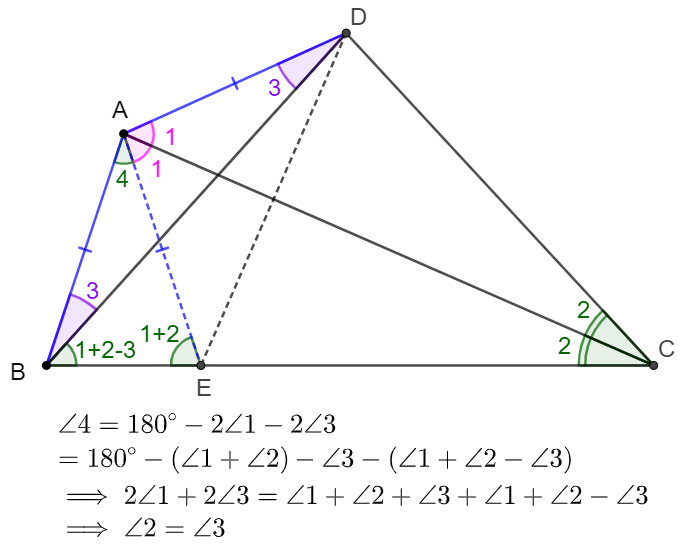 D
3
A
1
1
4
3
2
2
1+2
1+2-3
B
E
C
∠4 = 180° − 2∠1 − 2∠3
= 180° − (∠1 + ∠2) − ∠3 − (∠1 + ∠2 − ∠3)
⟹ 2∠1 + 2∠3 = ∠1 + ∠2 + ∠3 + ∠1 + ∠2 − ∠3
⟹ ∠2 = ∠3